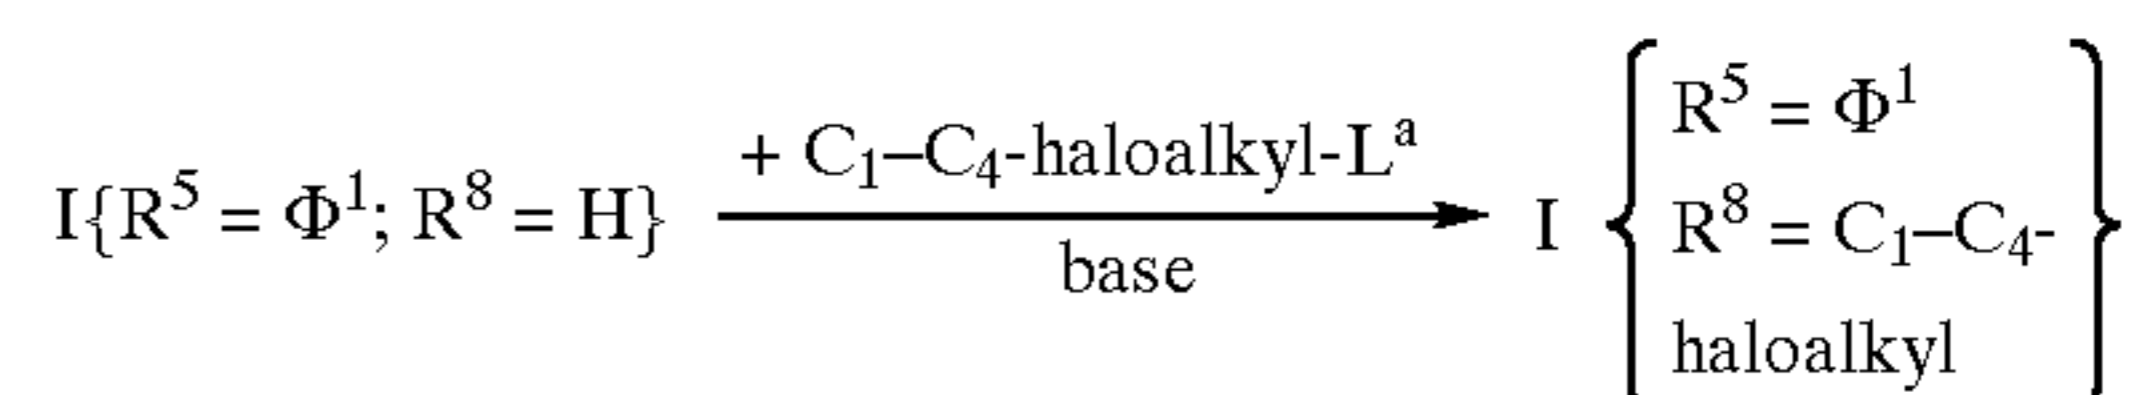 I{R⁵ = Φ¹; R⁸ = H}
+ C₁–C₄-haloalkyl-Lᵃ
base
I
R⁵ = Φ¹
R⁸ = C₁–C₄-
haloalkyl